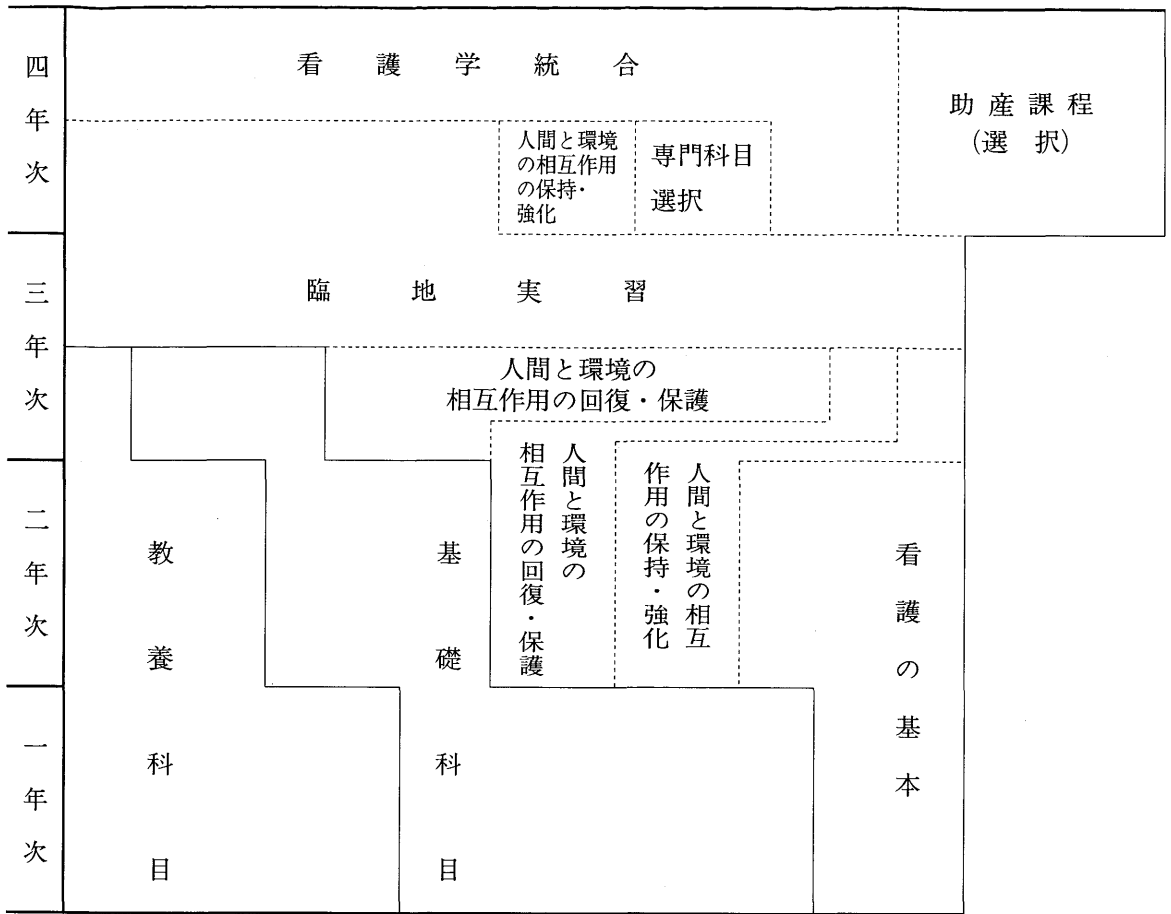 四年次
看護学統合
助産課程
(選択)
人間と環境
の相互作用
の保持・
強化
専門科目
選択
三年次
臨地実習
人間と環境の
相互作用の回復・保護
二年次
一年次
教養科目
基礎科目
人間と環境の
相互作用の回復・保護
人間と環境の相互
作用の保持・強化
看護の基本